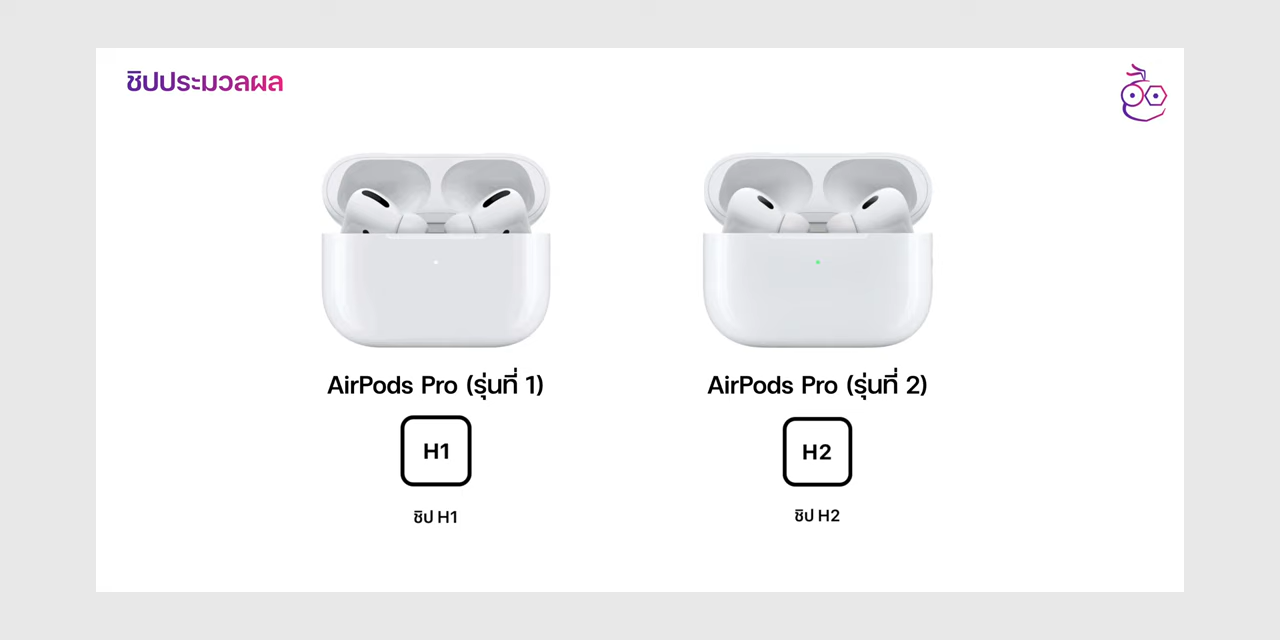 ชิปประมวลผล
AirPods Pro (รุ่นที่ 1)
AirPods Pro (รุ่นที่ 2)
H1
H2
ชิป H1
ชิป H2